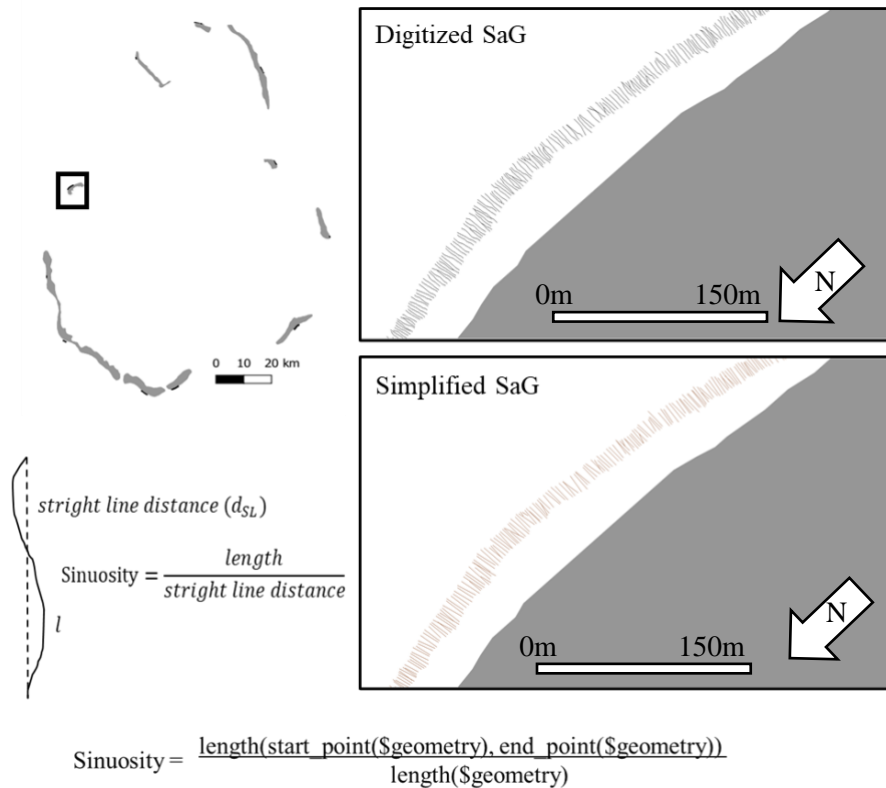 Digitized SaG
0m 150m
N
0 10 20 km
Simplified SaG
0m 150m
N
stright line distance (d_SL)
Sinuosity = length / stright line distance
l
Sinuosity = length(start_point($geometry), end_point($geometry)) / length($geometry)